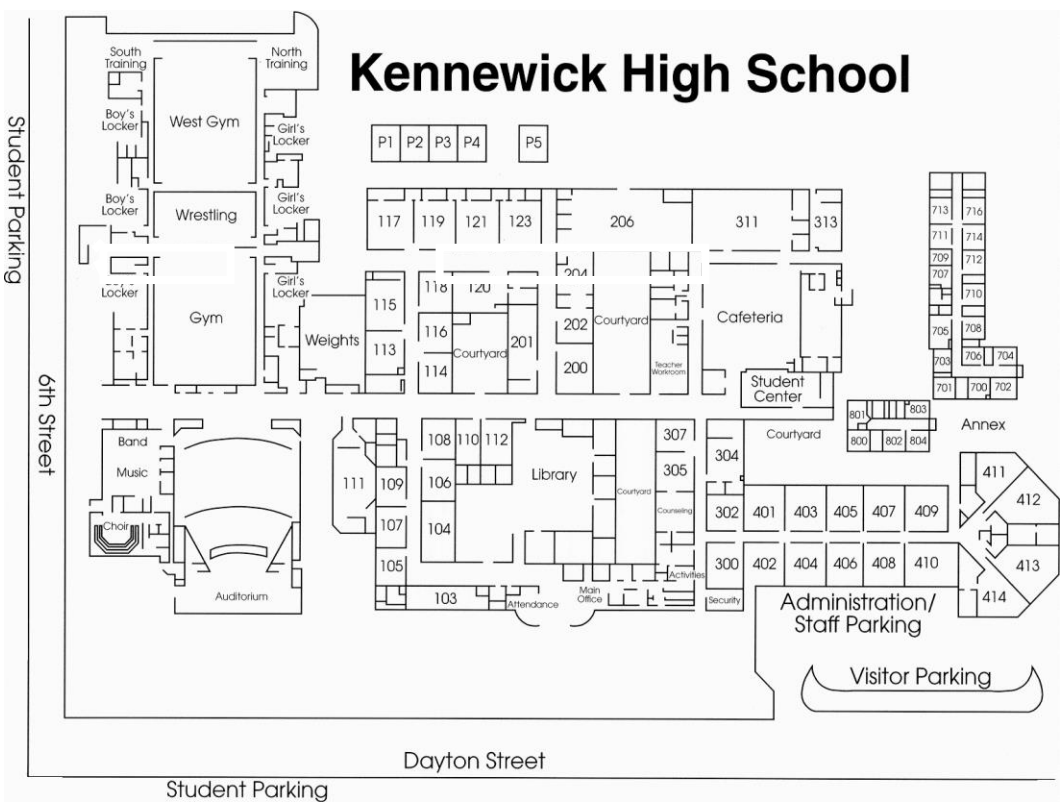 Kennewick High School
South
Training
North
Training
Boy's
Locker
West Gym
Girl's
Locker
P1 P2 P3 P4 P5
Boy's
Locker
Wrestling
Girl's
Locker
117 119 121 123 206 311 313
713 716
711 714
709 712
707
710
705 708
703 706 704
701 700 702
Student Parking
Locker
Gym
Girl's
Locker
Weights
115 118 120 204
113 116 114
Courtyard
201 202 200
Courtyard
Teacher
Workroom
Cafeteria
Student
Center
Courtyard
801 803
800 802 804
Annex
6th Street
Band
Music
Choir
Auditorium
111
109
107
105
103
108 110 112
106
104
Library
Courtyard
307
305
Counseling
Activities
Main
Office
Attendance
304
302
300
Security
401 403 405 407 409
402 404 406 408 410
411
412
413
414
Administration/
Staff Parking
Visitor Parking
Dayton Street
Student Parking